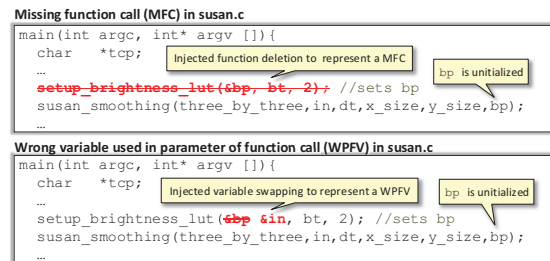 Missing function call (MFC) in susan.c
main(int argc, int* argv []){
char *tcp;
Injected function deletion to represent a MFC
…
bp is unitialized
setup_brightness_lut(&bp, bt, 2); //sets bp
susan_smoothing(three_by_three,in,dt,x_size,y_size,bp);
…
Wrong variable used in parameter of function call (WPFV) in susan.c
main(int argc, int* argv []){
char *tcp;
Injected variable swapping to represent a WPFV
bp is unitialized
…
setup_brightness_lut(&bp &in, bt, 2); //sets bp
susan_smoothing(three_by_three,in,dt,x_size,y_size,bp);
…